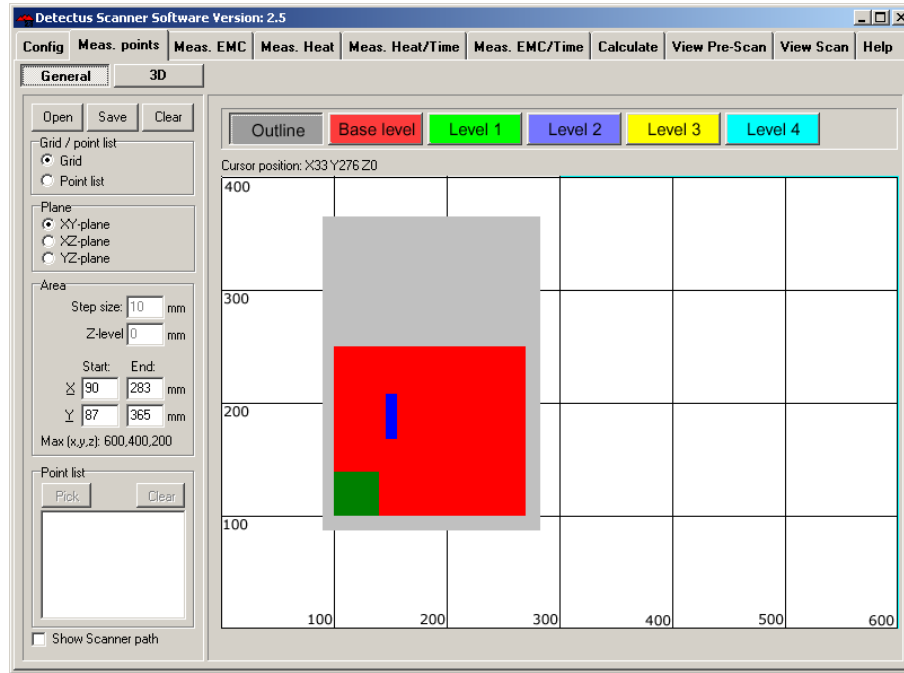 Detectus Scanner Software Version: 2.5
Config Meas. points Meas. EMC Meas. Heat Meas. Heat/Time Meas. EMC/Time Calculate View Pre-Scan View Scan Help
General 3D
Open Save Clear
Grid / point list
Grid
Point list
Plane
XY-plane
XZ-plane
YZ-plane
Area
Step size: 10 mm
Z-level 0 mm
Start: End:
X 90 283 mm
Y 87 365 mm
Max (x,y,z): 600,400,200
Point list
Pick Clear
Show Scanner path
Outline Base level Level 1 Level 2 Level 3 Level 4
Cursor position: X33 Y276 Z0
400
300
200
100
100 200 300 400 500 600